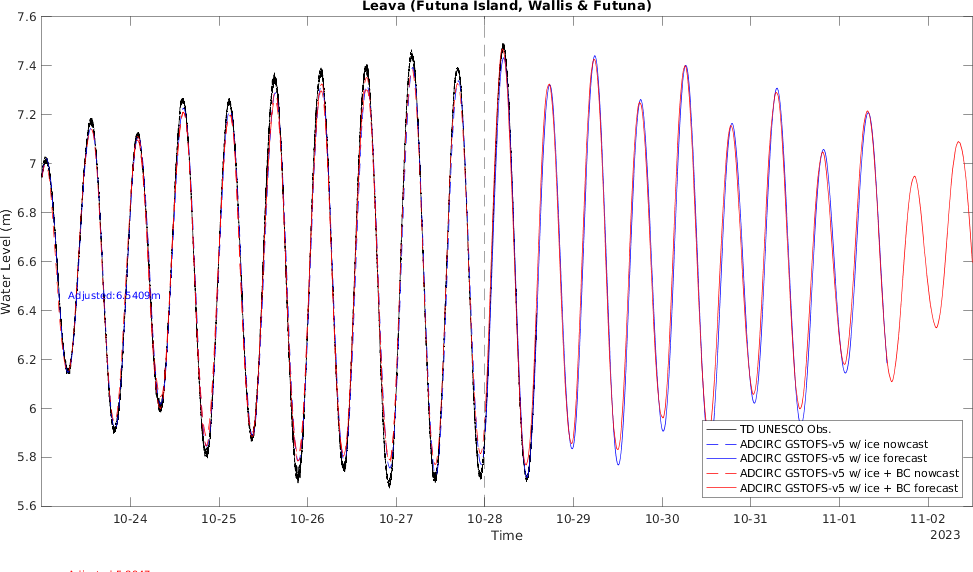 Leava (Futuna Island, Wallis & Futuna)
7.6
7.4
7.2
7
6.8
6.6
6.4
6.2
6
5.8
5.6
Water Level (m)
Adjusted:6.5409m
TD UNESCO Obs.
ADCIRC GSTOFS-v5 w/ ice nowcast
ADCIRC GSTOFS-v5 w/ ice forecast
ADCIRC GSTOFS-v5 w/ ice + BC nowcast
ADCIRC GSTOFS-v5 w/ ice + BC forecast
10-24 10-25 10-26 10-27 10-28 10-29 10-30 10-31 11-01 11-02
Time
2023